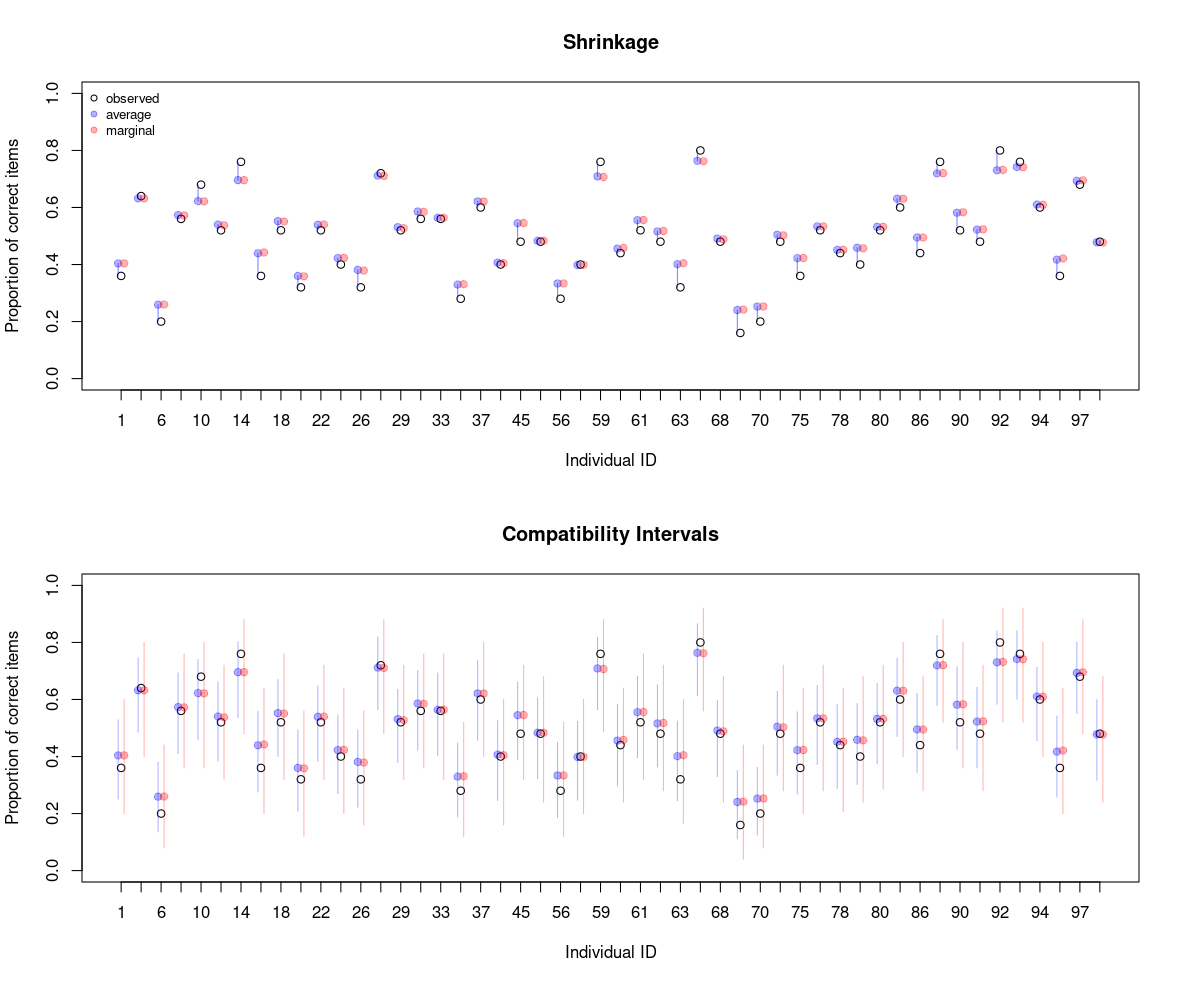 Shrinkage
Proportion of correct items
1.0
0.8
0.6
0.4
0.2
0.0
observed
average
marginal
1 6 10 14 18 22 26 29 33 37 45 56 59 61 63 68 70 75 78 80 86 90 92 94 97
Individual ID
Compatibility Intervals
Proportion of correct items
1.0
0.8
0.6
0.4
0.2
0.0
1 6 10 14 18 22 26 29 33 37 45 56 59 61 63 68 70 75 78 80 86 90 92 94 97
Individual ID